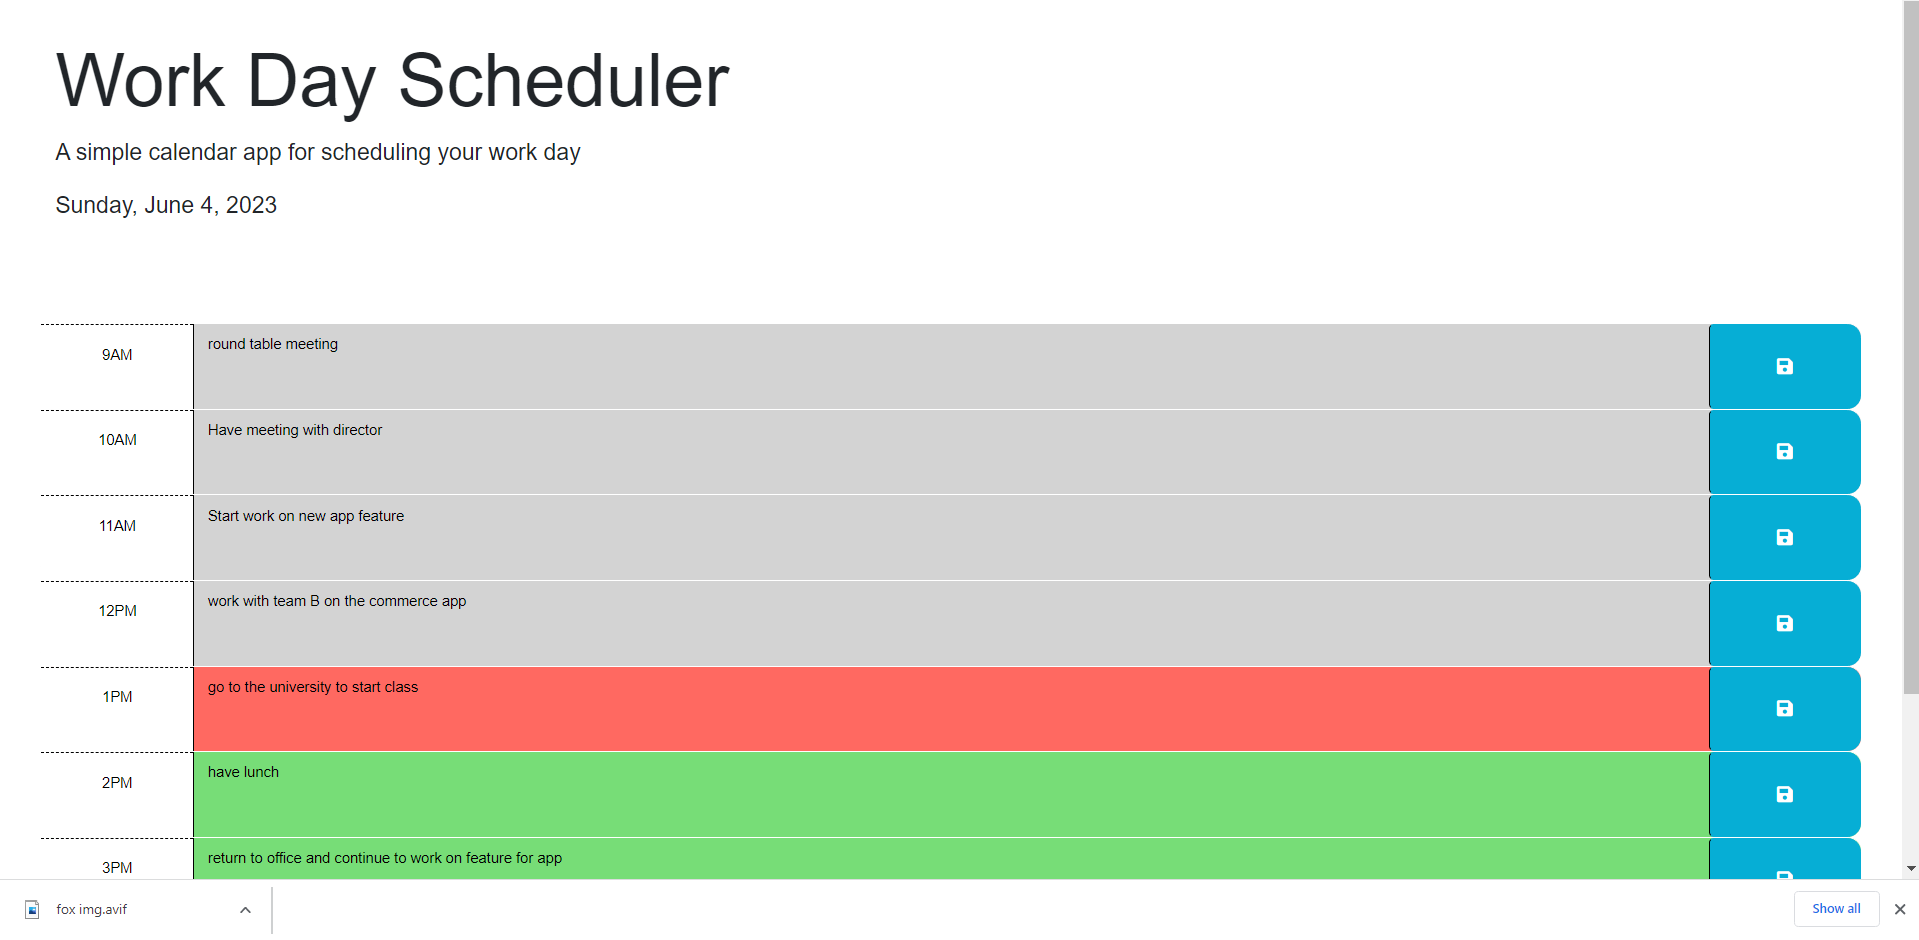 Work Day Scheduler
A simple calendar app for scheduling your work day
Sunday, June 4, 2023
9AM
round table meeting
10AM
Have meeting with director
11AM
Start work on new app feature
12PM
work with team B on the commerce app
1PM
go to the university to start class
2PM
have lunch
3PM
return to office and continue to work on feature for app
fox img.avif
Show all